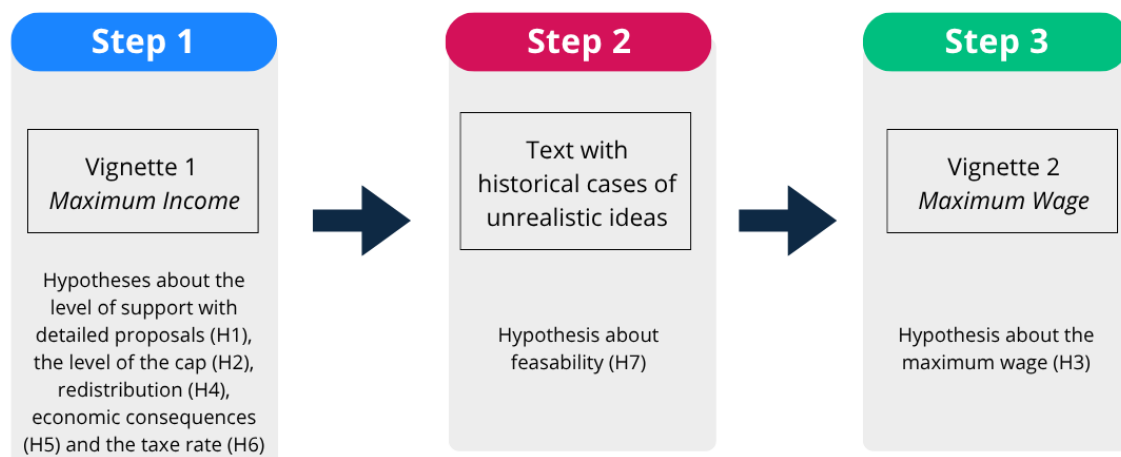 Step 1
Vignette 1
Maximum Income
Hypotheses about the
level of support with
detailed proposals (H1),
the level of the cap (H2),
redistribution (H4),
economic consequences
(H5) and the taxe rate (H6)
Step 2
Text with
historical cases of
unrealistic ideas
Hypothesis about
feasability (H7)
Step 3
Vignette 2
Maximum Wage
Hypothesis about the
maximum wage (H3)